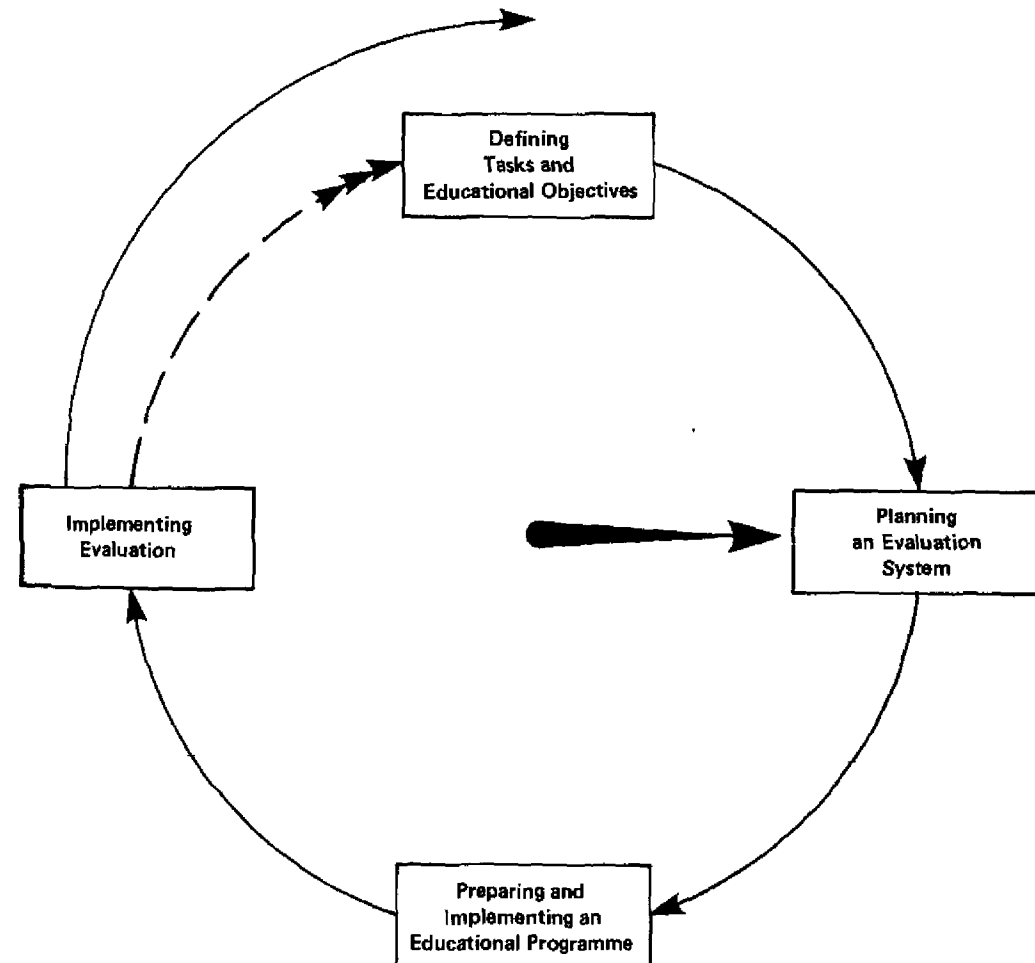 Defining
Tasks and
Educational Objectives
Implementing
Evaluation
Planning
an Evaluation
System
Preparing and
Implementing an
Educational Programme